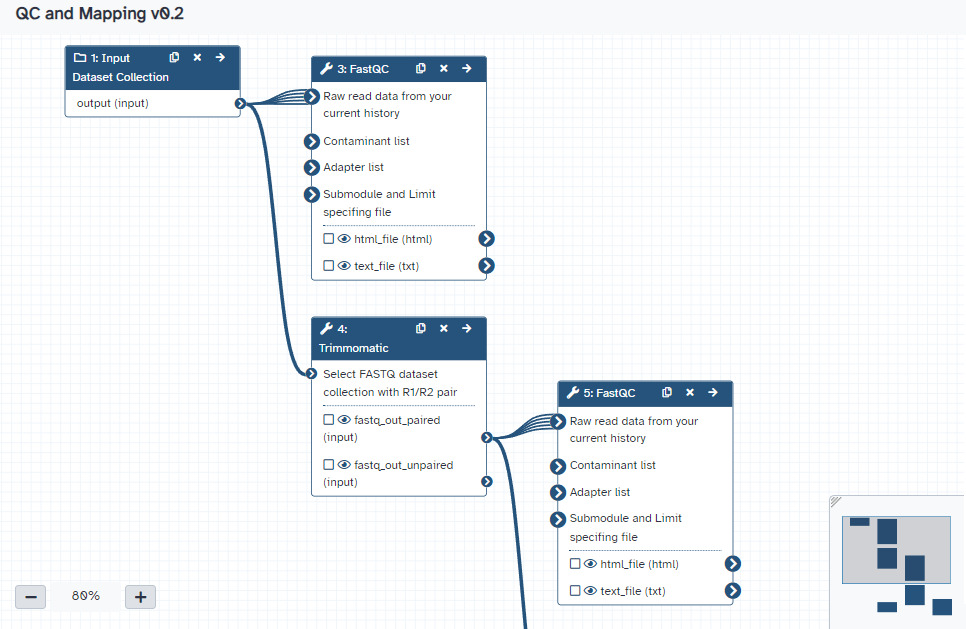 QC and Mapping v0.2
1: Input
Dataset Collection
output (input)
3: FastQC
Raw read data from your
current history
Contaminant list
Adapter list
Submodule and Limit
specifing file
html_file (html)
text_file (txt)
4:
Trimmomatic
Select FASTQ dataset
collection with R1/R2 pair
fastq_out_paired
(input)
fastq_out_unpaired
(input)
5: FastQC
Raw read data from your
current history
Contaminant list
Adapter list
Submodule and Limit
specifing file
html_file (html)
text_file (txt)
80%